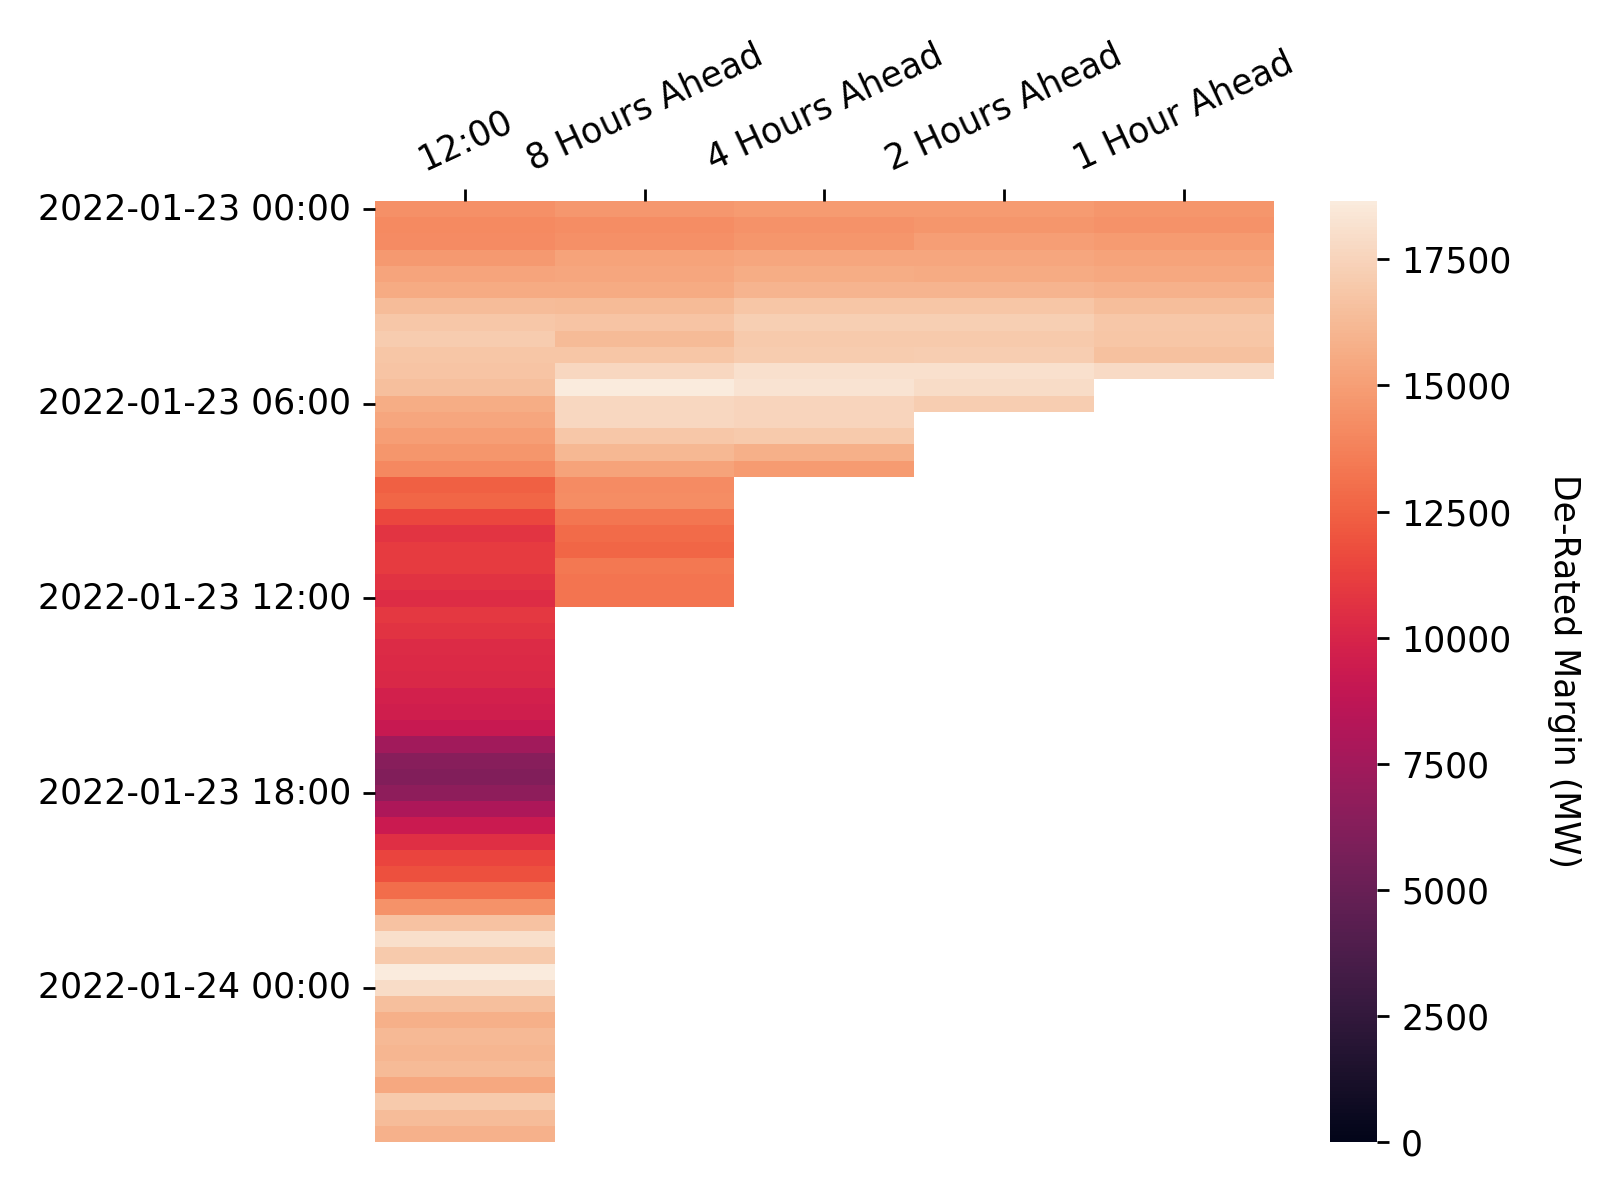 12:00
8 Hours Ahead
4 Hours Ahead
2 Hours Ahead
1 Hour Ahead
2022-01-23 00:00
2022-01-23 06:00
2022-01-23 12:00
2022-01-23 18:00
2022-01-24 00:00
17500
15000
12500
10000
7500
5000
2500
0
De-Rated Margin (MW)